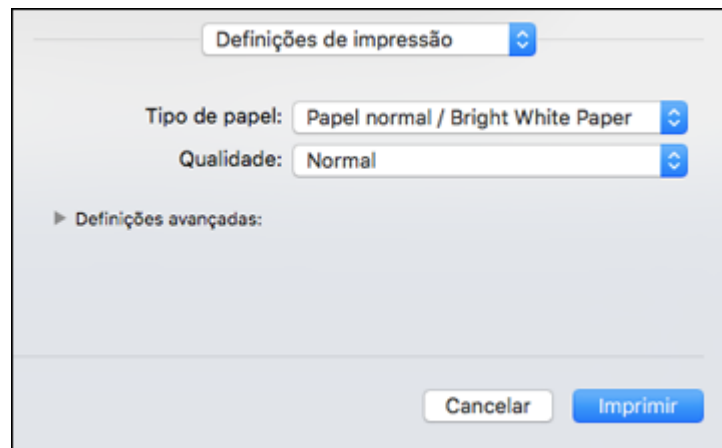 Definições de impressão
Tipo de papel: Papel normal / Bright White Paper
Qualidade: Normal
Definições avançadas:
Cancelar Imprimir